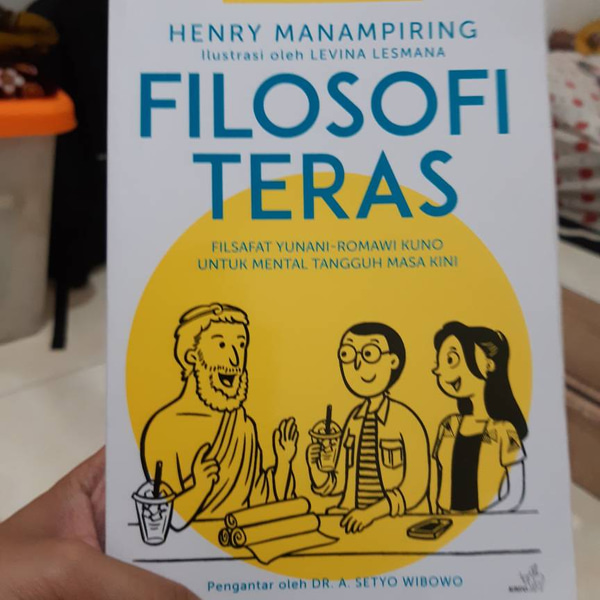 HENRY MANAMPIRING
Ilustrasi oleh LEVINA LESMANA
FILOSOFI
TERAS
FILSAFAT YUNANI-ROMAWI KUNO
UNTUK MENTAL TANGGUH MASA KINI
Pengantar oleh DR. A. SETYO WIBOWO